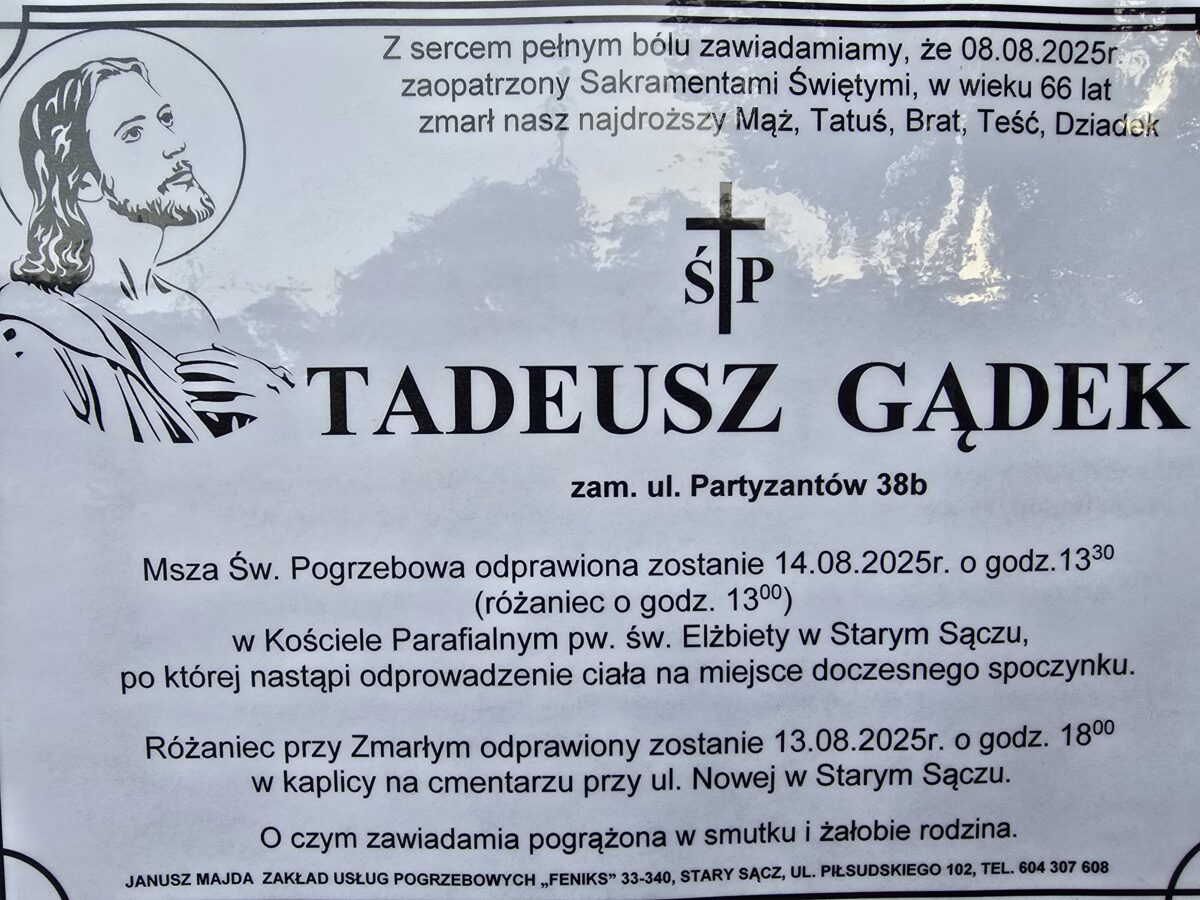 Z sercem pełnym bólu zawiadamiamy, że 08.08.2025r.
zaopatrzony Sakramentami Świętymi, w wieku 66 lat
zmarł nasz najdroższy Mąż, Tatuś, Brat, Teść, Dziadek
Ś P
TADEUSZ GĄDEK
zam. ul. Partyzantów 38b
Msza Św. Pogrzebowa odprawiona zostanie 14.08.2025r. o godz.13³⁰
(różaniec o godz. 13⁰⁰)
w Kościele Parafialnym pw. św. Elżbiety w Starym Sączu,
po której nastąpi odprowadzenie ciała na miejsce doczesnego spoczynku.
Różaniec przy Zmarłym odprawiony zostanie 13.08.2025r. o godz. 18⁰⁰
w kaplicy na cmentarzu przy ul. Nowej w Starym Sączu.
O czym zawiadamia pogrążona w smutku i żałobie rodzina.
JANUSZ MAJDA ZAKŁAD USŁUG POGRZEBOWYCH „FENIKS" 33-340, STARY SĄCZ, UL. PIŁSUDSKIEGO 102, TEL. 604 307 608